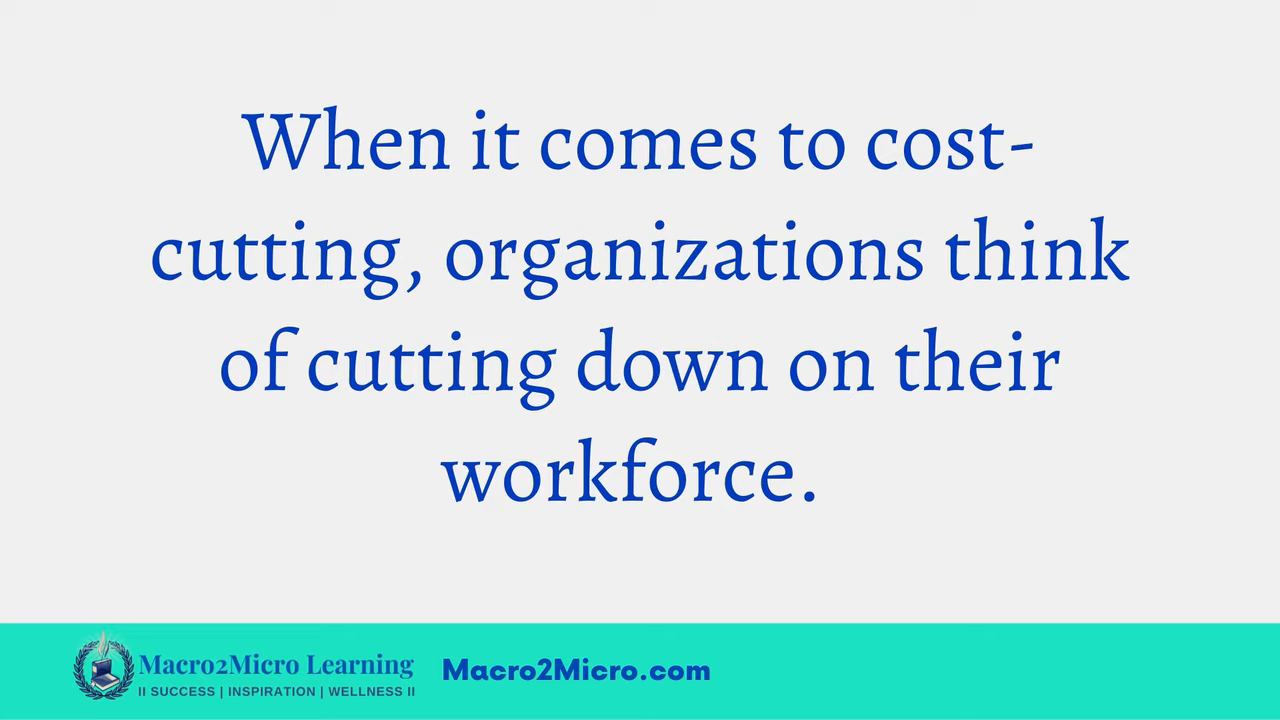 When it comes to cost-
cutting, organizations think
of cutting down on their
workforce.
Macro2Micro Learning
II SUCCESS | INSPIRATION | WELLNESS II
Macro2Micro.com